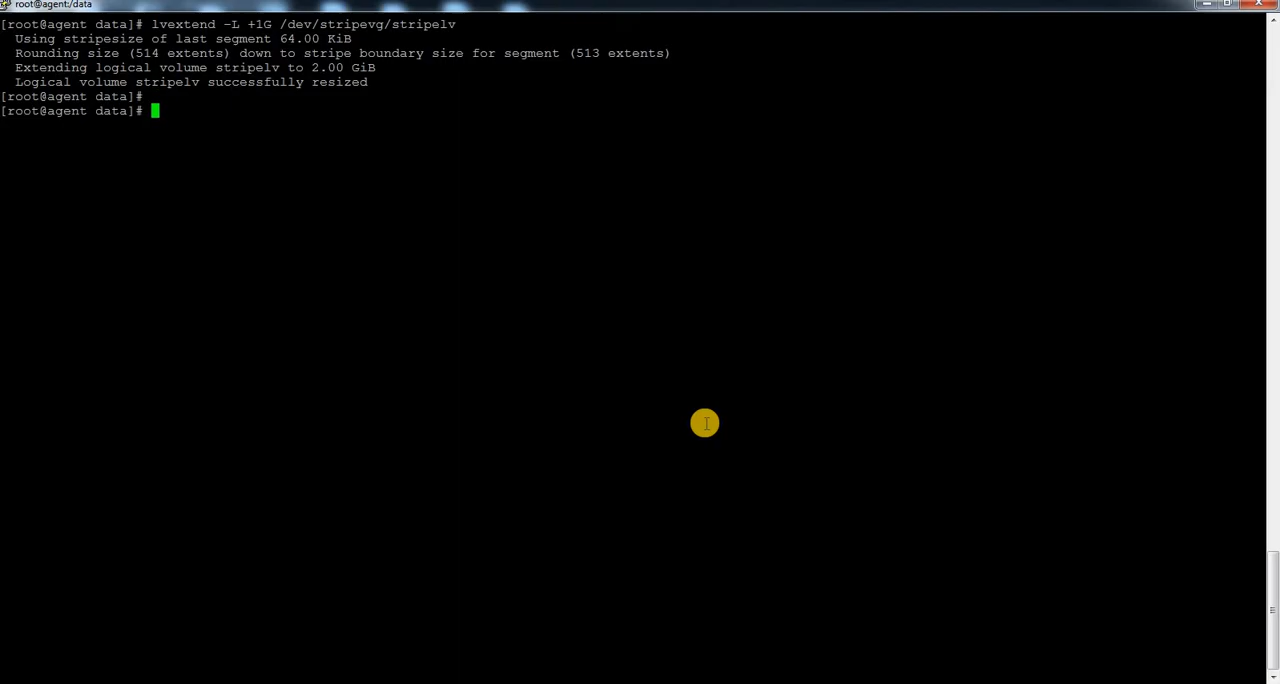 root@agent:/data
[root@agent data]# lvextend -L +1G /dev/stripevg/stripelv
  Using stripesize of last segment 64.00 KiB
  Rounding size (514 extents) down to stripe boundary size for segment (513 extents)
  Extending logical volume stripelv to 2.00 GiB
  Logical volume stripelv successfully resized
[root@agent data]#
[root@agent data]#